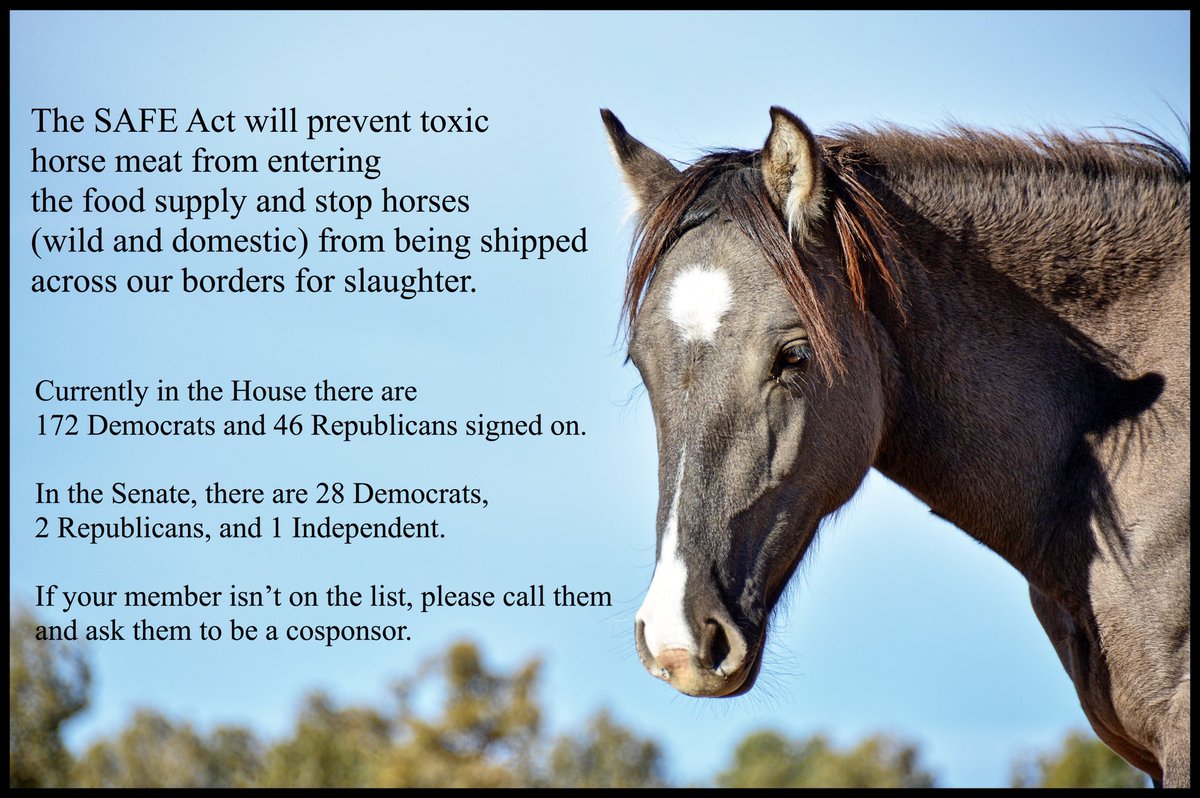 The SAFE Act will prevent toxic
horse meat from entering
the food supply and stop horses
(wild and domestic) from being shipped
across our borders for slaughter.
Currently in the House there are
172 Democrats and 46 Republicans signed on.
In the Senate, there are 28 Democrats,
2 Republicans, and 1 Independent.
If your member isn’t on the list, please call them
and ask them to be a cosponsor.